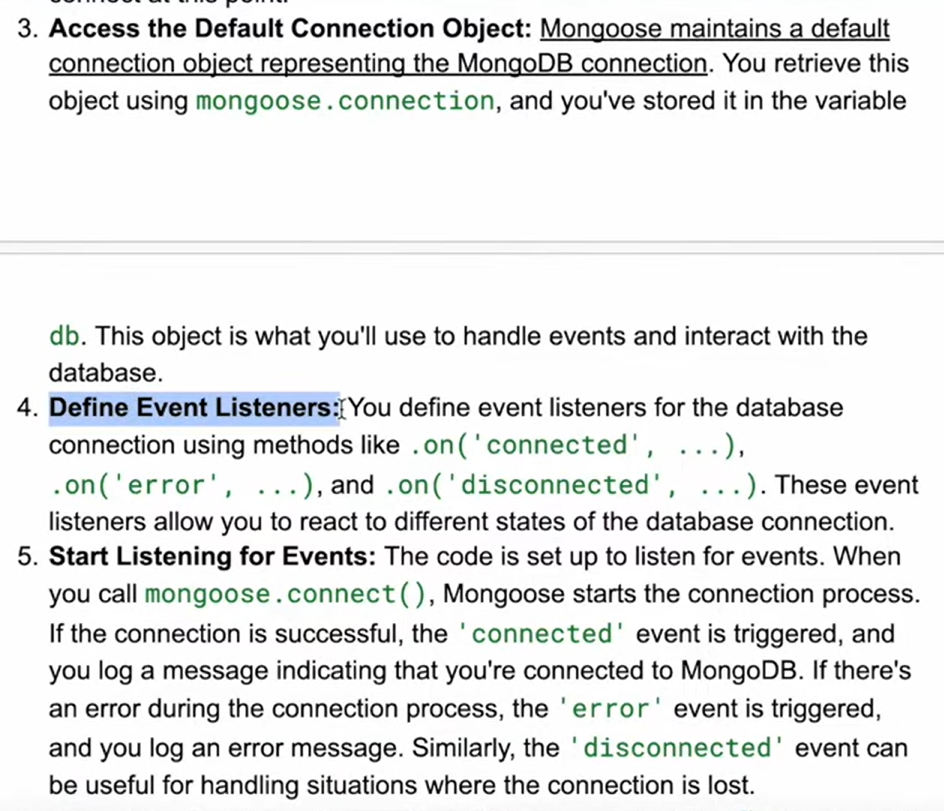 connect at this point.
3. Access the Default Connection Object: Mongoose maintains a default
connection object representing the MongoDB connection. You retrieve this
object using mongoose.connection, and you've stored it in the variable
db. This object is what you'll use to handle events and interact with the
database.
4. Define Event Listeners: You define event listeners for the database
connection using methods like .on('connected', ...),
.on('error', ...), and .on('disconnected', ...). These event
listeners allow you to react to different states of the database connection.
5. Start Listening for Events: The code is set up to listen for events. When
you call mongoose.connect(), Mongoose starts the connection process.
If the connection is successful, the 'connected' event is triggered, and
you log a message indicating that you're connected to MongoDB. If there's
an error during the connection process, the 'error' event is triggered,
and you log an error message. Similarly, the 'disconnected' event can
be useful for handling situations where the connection is lost.